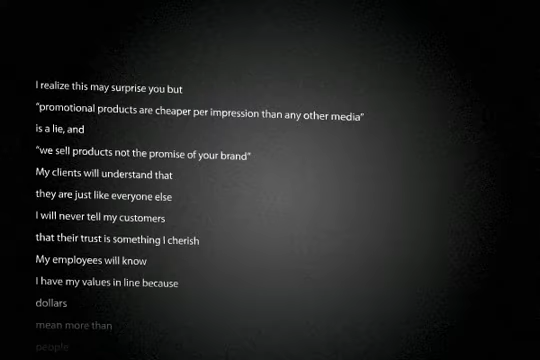 I realize this may surprise you but
“promotional products are cheaper per impression than any other media”
is a lie, and
“we sell products not the promise of your brand”
My clients will understand that
they are just like everyone else
I will never tell my customers
that their trust is something I cherish
My employees will know
I have my values in line because
dollars
mean more than
people